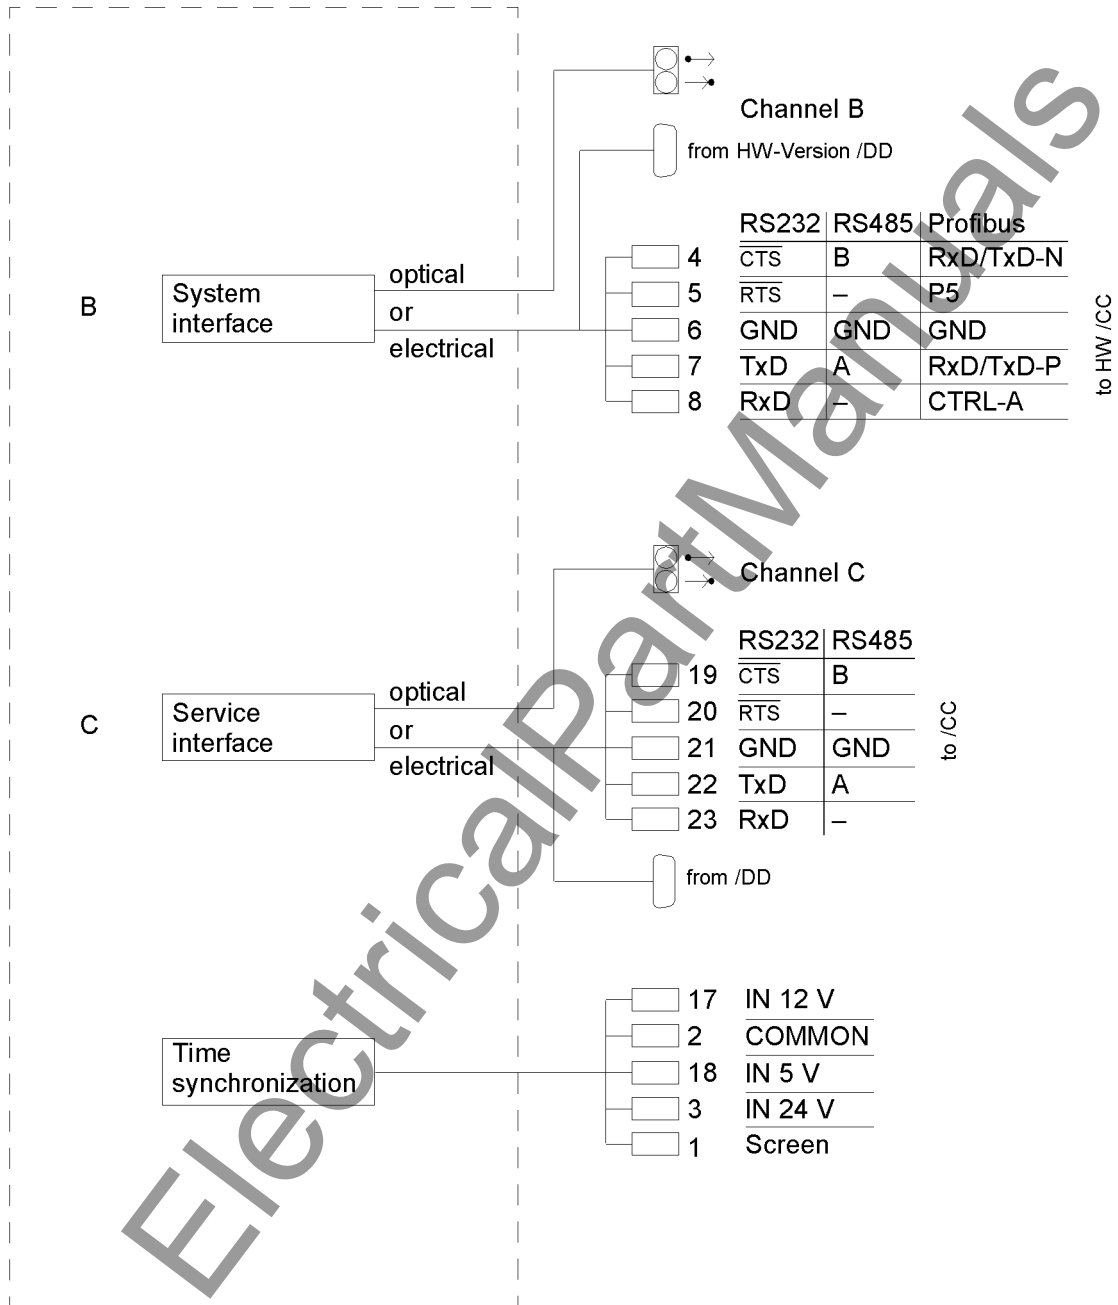 Channel B
from HW-Version /DD
RS232 RS485 Profibus
4 CTS B RxD/TxD-N
5 RTS – P5
6 GND GND GND
7 TxD A RxD/TxD-P
8 RxD – CTRL-A
to HW /CC
B
System
interface
optical
or
electrical
Channel C
RS232 RS485
19 CTS B
20 RTS –
21 GND GND
22 TxD A
23 RxD –
to /CC
C
Service
interface
optical
or
electrical
from /DD
Time
synchronization
17 IN 12 V
2 COMMON
18 IN 5 V
3 IN 24 V
1 Screen
ElectricalPartManuals